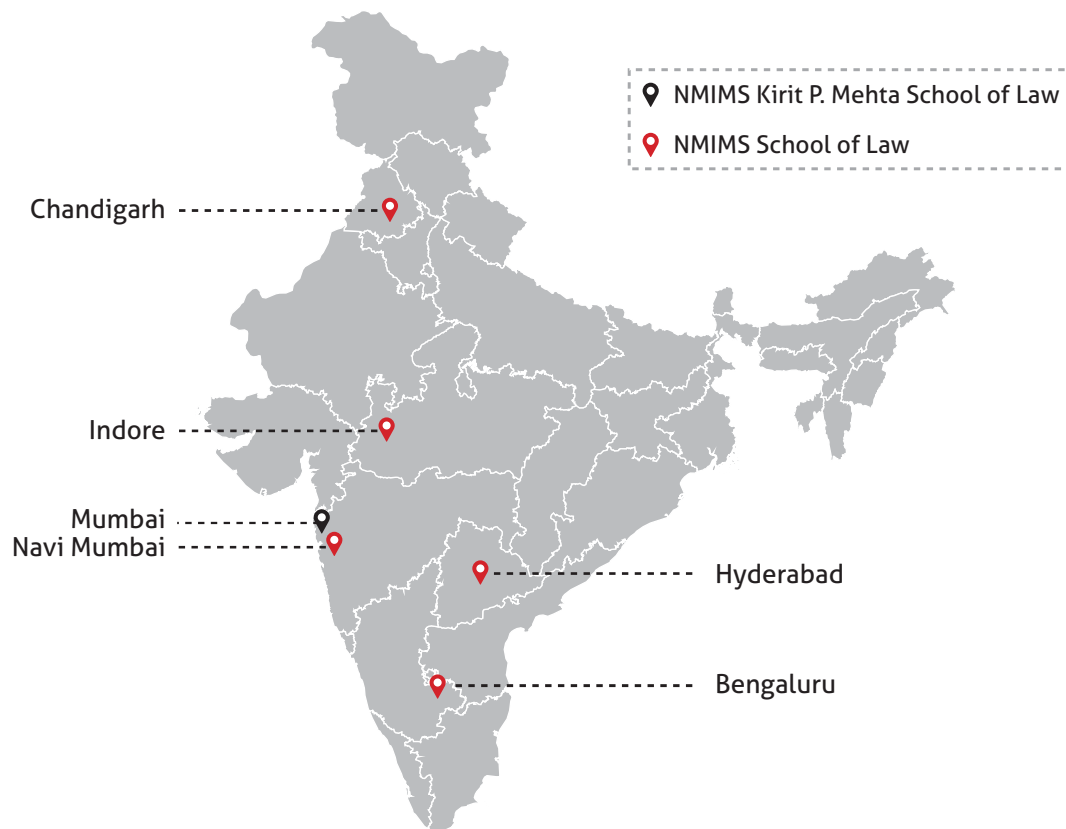 NMIMS Kirit P. Mehta School of Law
NMIMS School of Law
Chandigarh
Indore
Mumbai
Navi Mumbai
Hyderabad
Bengaluru